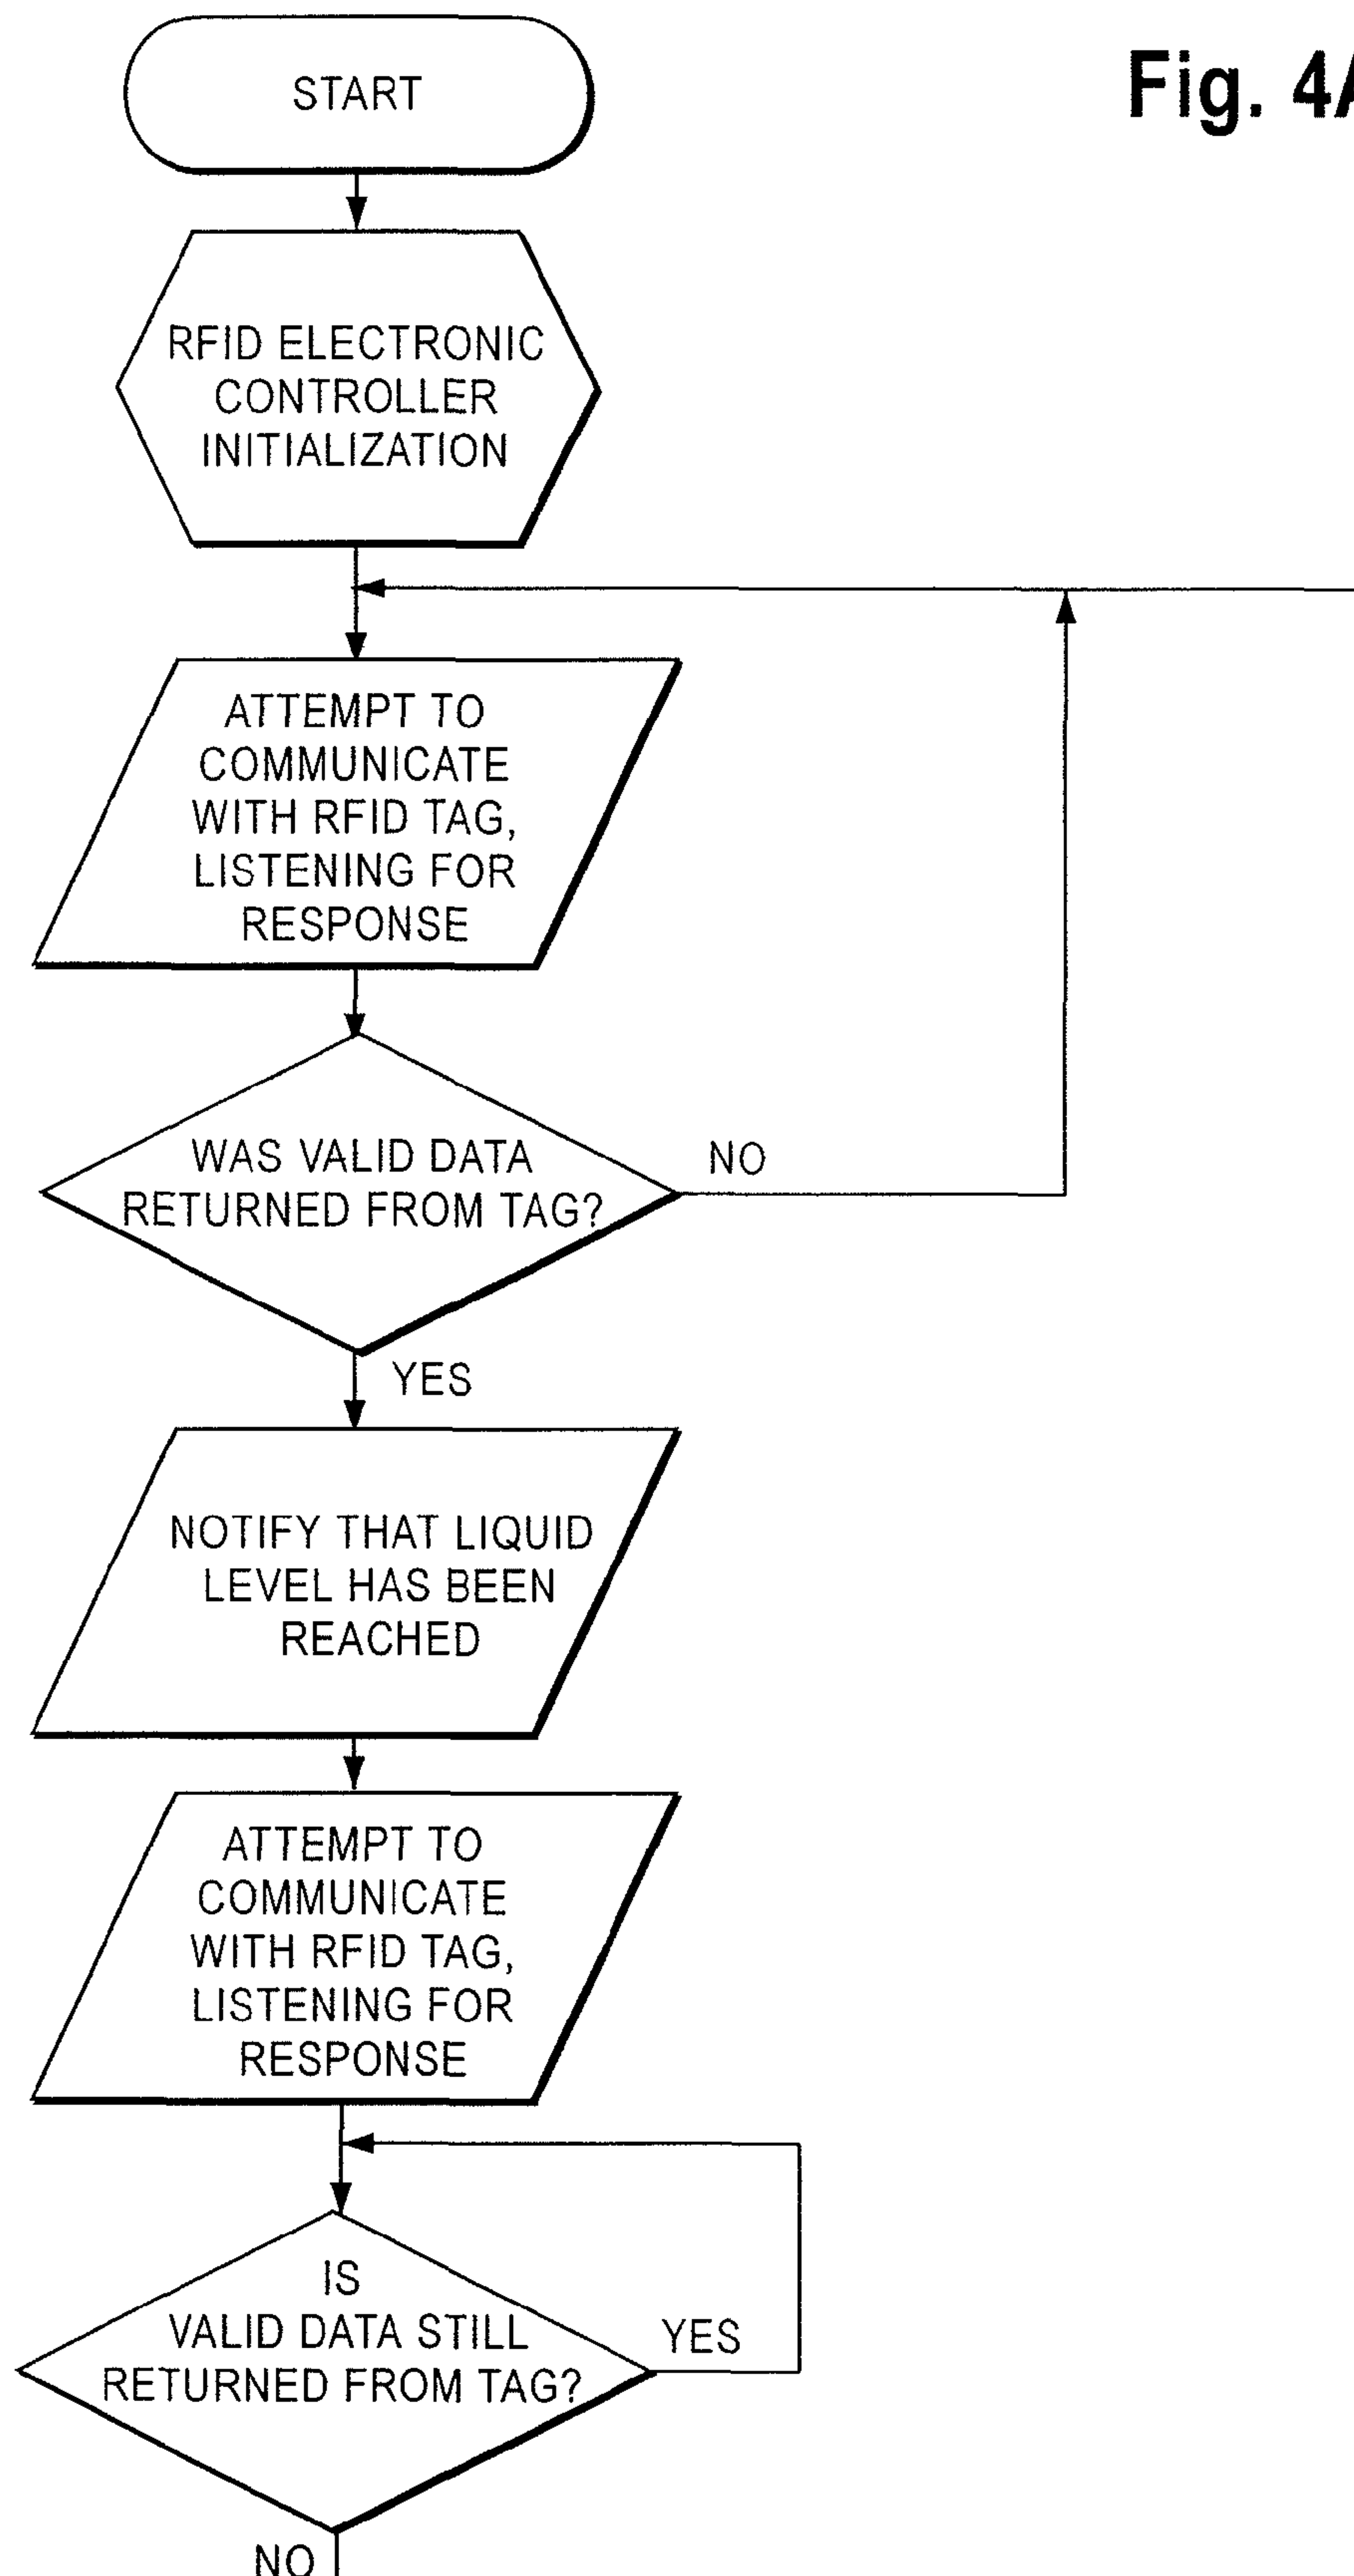 START
Fig. 4A
RFID ELECTRONIC
CONTROLLER
INITIALIZATION
ATTEMPT TO
COMMUNICATE
WITH RFID TAG,
LISTENING FOR
RESPONSE
WAS VALID DATA
RETURNED FROM TAG?
NO
YES
NOTIFY THAT LIQUID
LEVEL HAS BEEN
REACHED
ATTEMPT TO
COMMUNICATE
WITH RFID TAG,
LISTENING FOR
RESPONSE
IS
VALID DATA STILL
RETURNED FROM TAG?
YES
NO